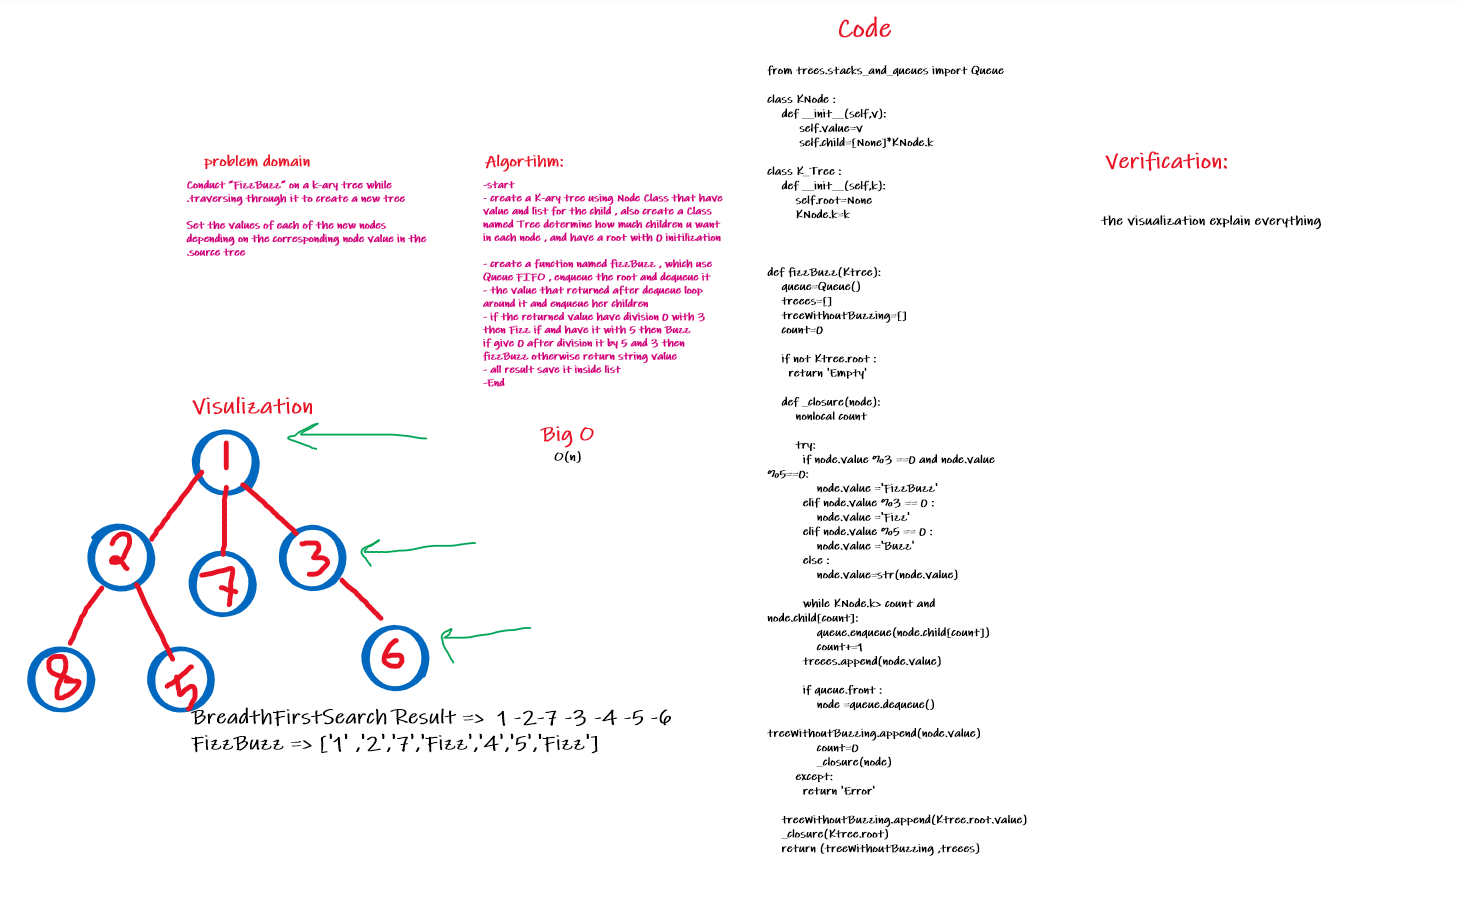 problem domain
Conduct "FizzBuzz" on a k-ary tree while
.traversing through it to create a new tree
Set the values of each of the new nodes
depending on the corresponding node value in the
.source tree
Algortihm:
-start
- create a K-ary tree using Node Class that have
value and list for the child , also create a Class
named Tree determine how much children u want
in each node , and have a root with 0 initilization
- create a function named fizzBuzz , which use
Queue FIFO , enqueue the root and dequeue it
- the value that returned after dequeue loop
around it and enqueue her children
- if the returned value have division 0 with 3
then Fizz if and have it with 5 then Buzz
if give 0 after division it by 5 and 3 then
fizzBuzz otherwise return string value
- all result save it inside list
-End
Visulization
1
2
7
3
8
5
6
BreadthFirstSearch Result => 1 -2-7 -3 -4 -5 -6
FizzBuzz => ['1' ,'2','7','Fizz','4','5','Fizz']
Big O
O(n)
Code
from trees.stacks_and_queues import Queue
class KNode :
def __init__(self,v):
self.value=v
self.child=[None]*KNode.k
class K_Tree :
def __init__(self,k):
self.root=None
KNode.k=k
def fizzBuzz(Ktree):
queue=Queue()
treees=[]
treeWithoutBuzzing=[]
count=0
if not Ktree.root :
return 'Empty'
def _closure(node):
nonlocal count
try:
if node.value %3 ==0 and node.value
%5==0:
node.value ='FizzBuzz'
elif node.value %3 == 0 :
node.value ='Fizz'
elif node.value %5 == 0 :
node.value ='Buzz'
else :
node.value=str(node.value)
while KNode.k> count and
node.child[count]:
queue.enqueue(node.child[count])
count+=1
treees.append(node.value)
if queue.front :
node =queue.dequeue()
treeWithoutBuzzing.append(node.value)
count=0
_closure(node)
except:
return 'Error'
treeWithoutBuzzing.append(Ktree.root.value)
_closure(Ktree.root)
return (treeWithoutBuzzing ,treees)
Verification:
the visualization explain everything